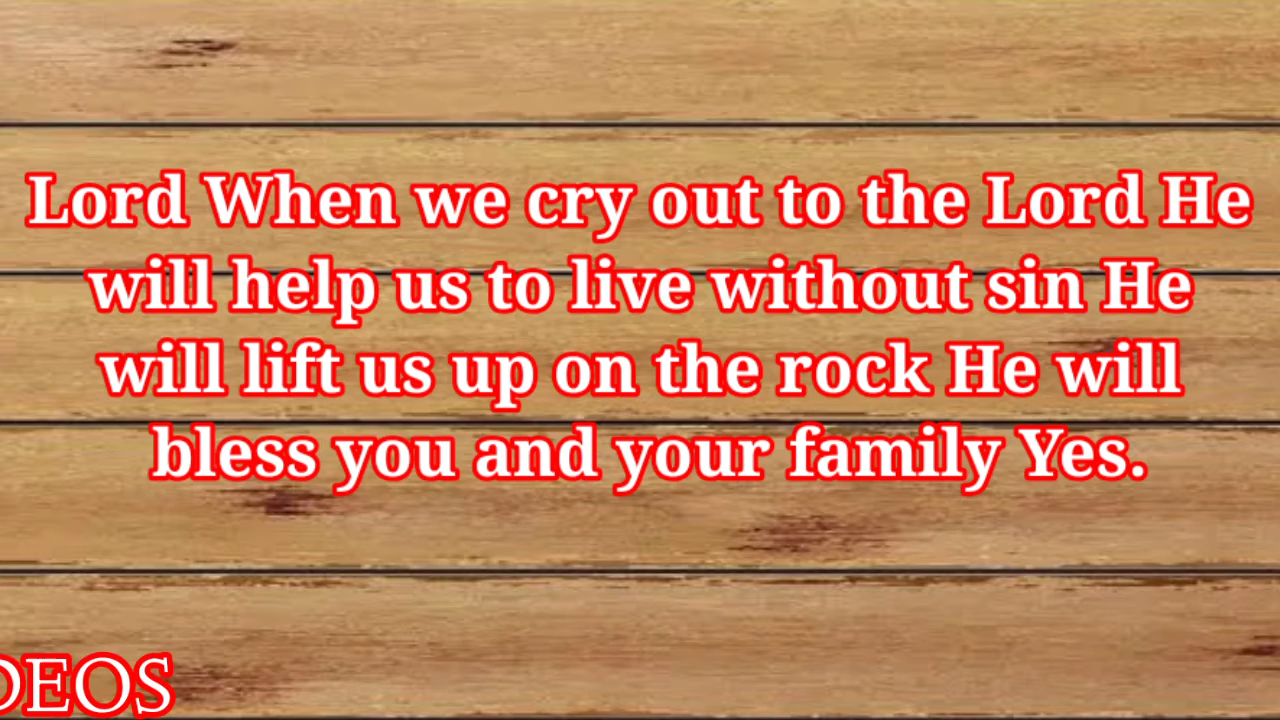 Lord When we cry out to the Lord He
will help us to live without sin He
will lift us up on the rock He will
bless you and your family Yes.
DEOS